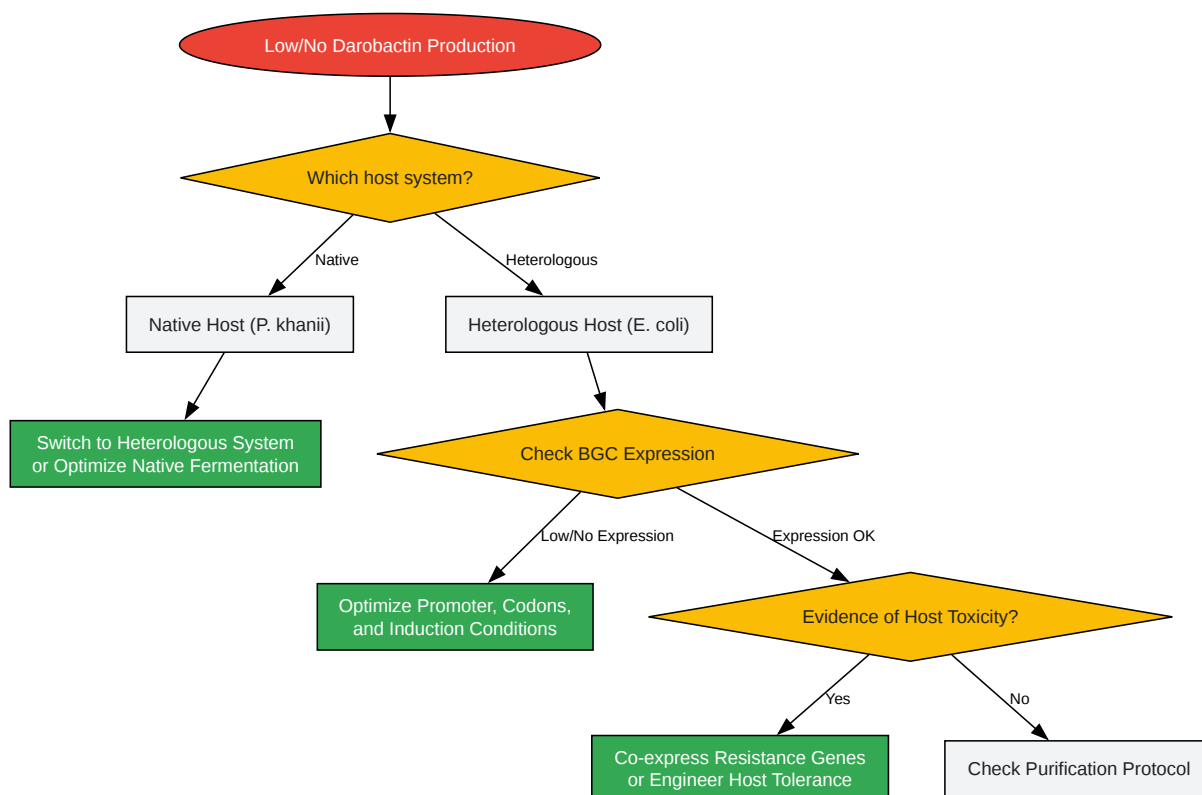 Low/No Darobactin Production
Which host system?
Native
Heterologous
Native Host (P. khanii)
Heterologous Host (E. coli)
Switch to Heterologous System
or Optimize Native Fermentation
Check BGC Expression
Low/No Expression
Expression OK
Optimize Promoter, Codons,
and Induction Conditions
Evidence of Host Toxicity?
Yes
No
Co-express Resistance Genes
or Engineer Host Tolerance
Check Purification Protocol